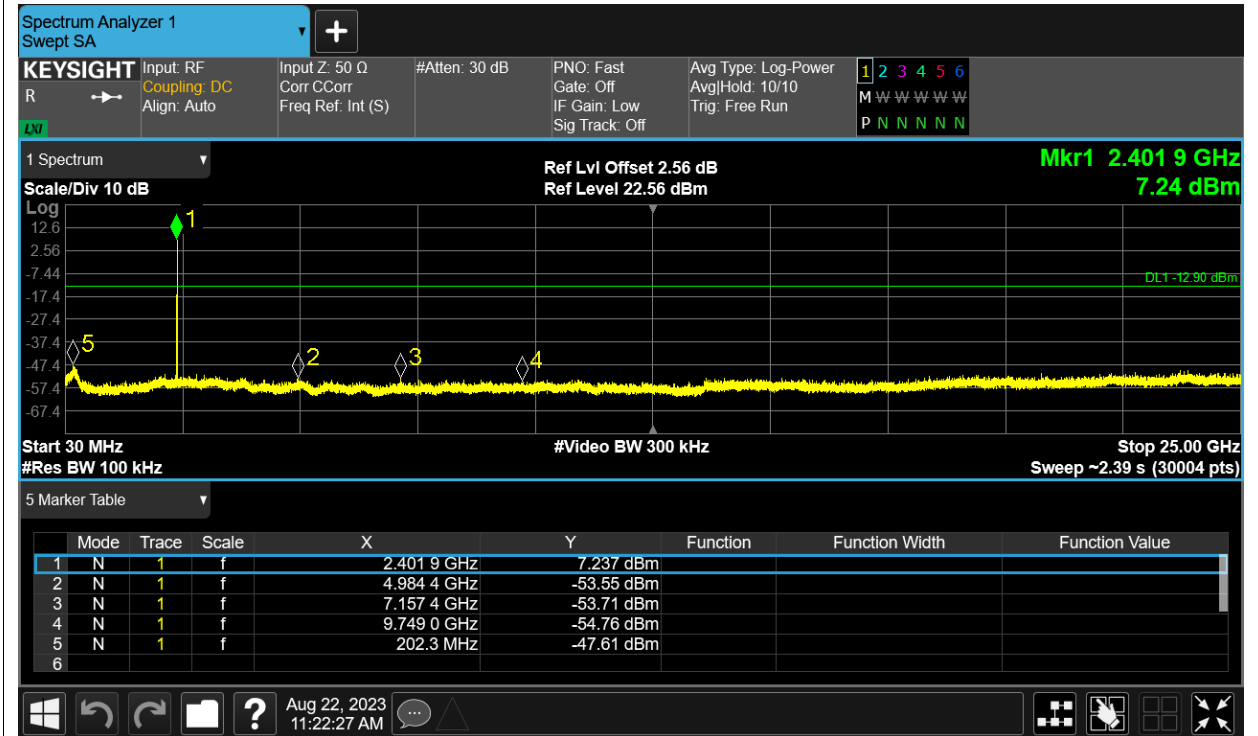 Spectrum Analyzer 1
Swept SA
+
KEYSIGHT Input: RF Input Z: 50 Ω #Atten: 30 dB PNO: Fast Avg Type: Log-Power 1 2 3 4 5 6
R Coupling: DC Corr CCorr Gate: Off Avg|Hold: 10/10 M W W W W W
Align: Auto Freq Ref: Int (S) IF Gain: Low Trig: Free Run
LXI Sig Track: Off P N N N N N N
1 Spectrum Ref Lvl Offset 2.56 dB Mkr1 2.401 9 GHz
Scale/Div 10 dB Ref Level 22.56 dBm 7.24 dBm
Log
1
12.6
2.56
-7.44
DL1 -12.90 dBm
-17.4
-27.4
-37.4
5
2 3 4
-47.4
-57.4
-67.4
Start 30 MHz #Video BW 300 kHz Stop 25.00 GHz
#Res BW 100 kHz Sweep ~2.39 s (30004 pts)
5 Marker Table
Mode Trace Scale X Y Function Function Width Function Value
1 N 1 f 2.401 9 GHz 7.237 dBm
2 N 1 f 4.984 4 GHz -53.55 dBm
3 N 1 f 7.157 4 GHz -53.71 dBm
4 N 1 f 9.749 0 GHz -54.76 dBm
5 N 1 f 202.3 MHz -47.61 dBm
6
? Aug 22, 2023
11:22:27 AM